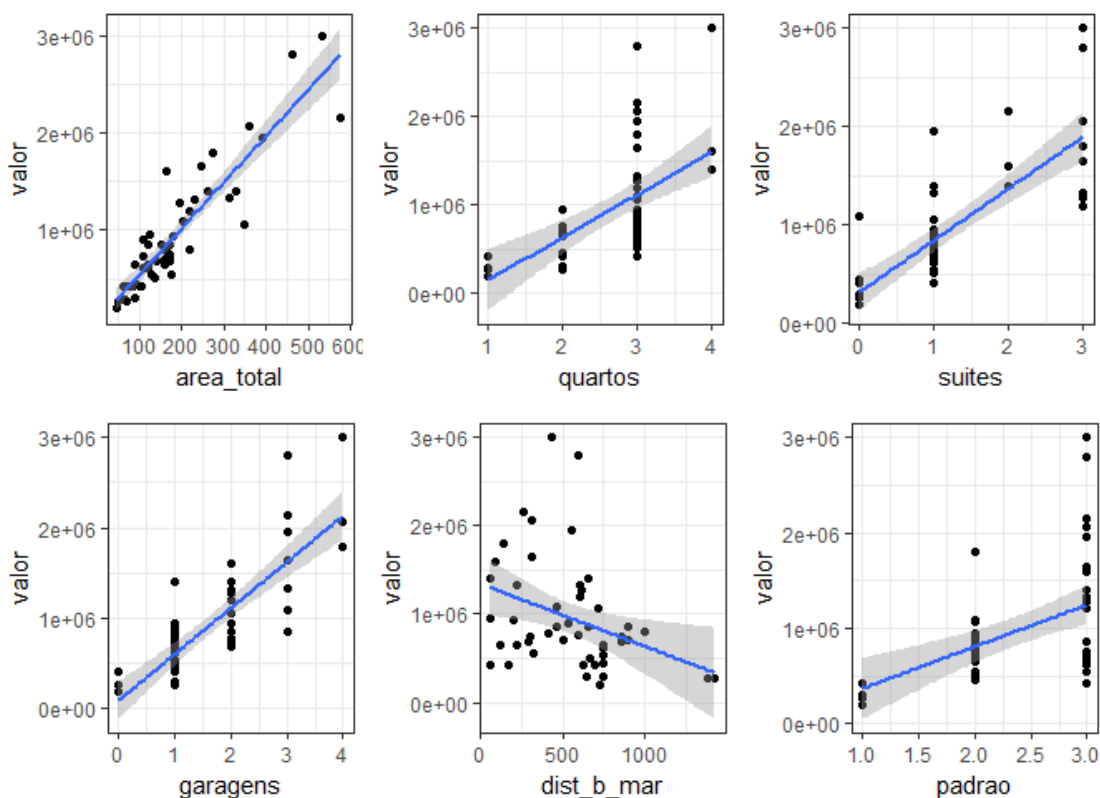 3e+06
2e+06
1e+06
valor
100 200 300 400 500 600
area_total
3e+06
2e+06
1e+06
0e+00
valor
1 2 3 4
quartos
3e+06
2e+06
1e+06
0e+00
valor
0 1 2 3
suites
3e+06
2e+06
1e+06
0e+00
valor
0 1 2 3 4
garagens
3e+06
2e+06
1e+06
0e+00
valor
0 500 1000
dist_b_mar
3e+06
2e+06
1e+06
0e+00
valor
1.0 1.5 2.0 2.5 3.0
padrao